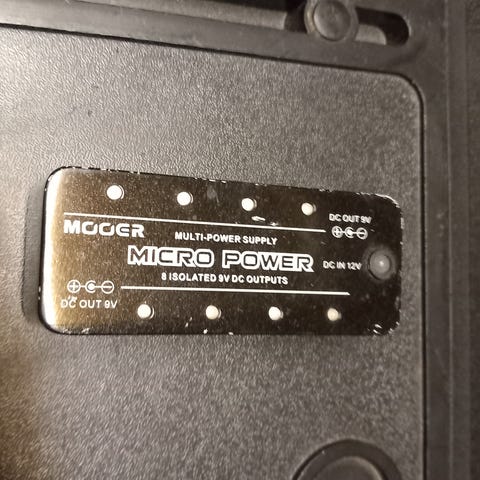 DC OUT 9V
MOOER
MULTI-POWER SUPPLY
MICRO POWER
DC IN 12V
8 ISOLATED 9V DC OUTPUTS
DC OUT 9V